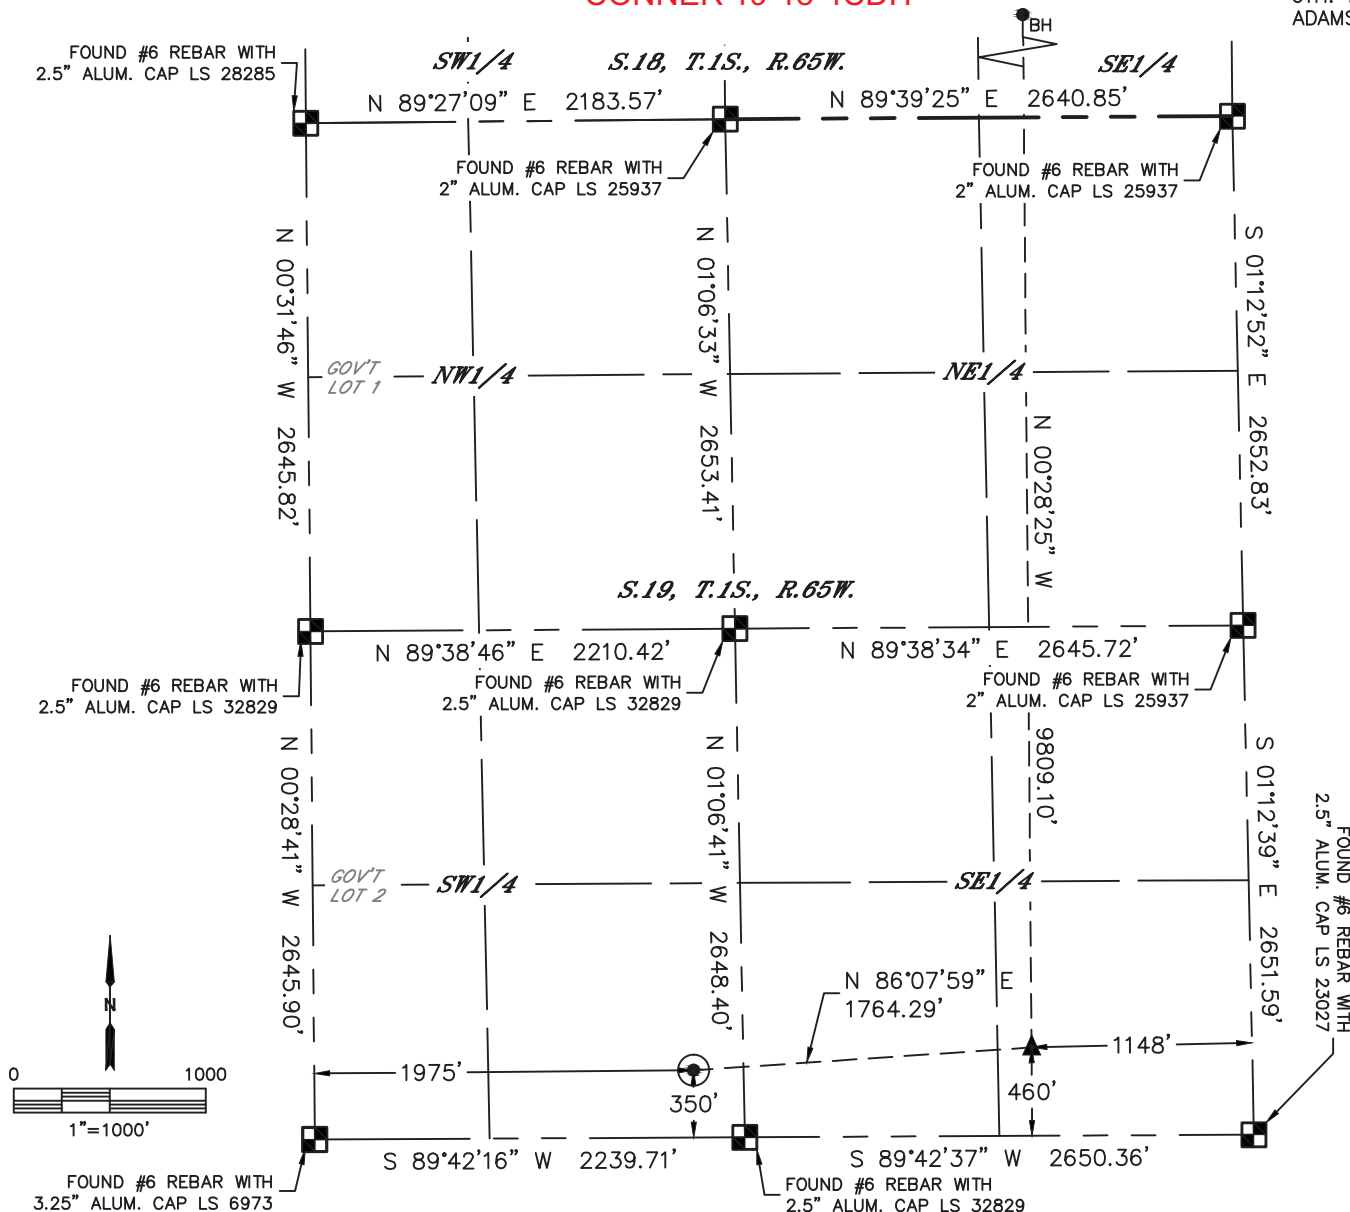 BH
FOUND #6 REBAR WITH
2.5" ALUM. CAP LS 28285
SW1/4
S.18, T.1S., R.65W.
SE1/4
N 89°27'09" E 2183.57'
N 89°39'25" E 2640.85'
FOUND #6 REBAR WITH
2" ALUM. CAP LS 25937
FOUND #6 REBAR WITH
2" ALUM. CAP LS 25937
N 00°31'46" W 2645.82'
N 01°06'33" W 2653.41'
S 01°12'52" E 2652.83'
GOV'T
LOT 1
NW1/4
NE1/4
N 00°28'25" W
9809.10'
S.19, T.1S., R.65W.
N 89°38'46" E 2210.42'
N 89°38'34" E 2645.72'
FOUND #6 REBAR WITH
2.5" ALUM. CAP LS 32829
FOUND #6 REBAR WITH
2.5" ALUM. CAP LS 32829
FOUND #6 REBAR WITH
2" ALUM. CAP LS 25937
N 00°28'41" W 2645.90'
N 01°06'41" W 2648.40'
S 01°12'39" E 2651.59'
FOUND #6 REBAR WITH
2.5" ALUM. CAP LS 23027
GOV'T
LOT 2
SW1/4
SE1/4
N 86°07'59" E
1764.29'
N
0 1000
1"=1000'
1975'
350'
1148'
460'
S 89°42'16" W 2239.71'
S 89°42'37" W 2650.36'
FOUND #6 REBAR WITH
3.25" ALUM. CAP LS 6973
FOUND #6 REBAR WITH
2.5" ALUM. CAP LS 32829